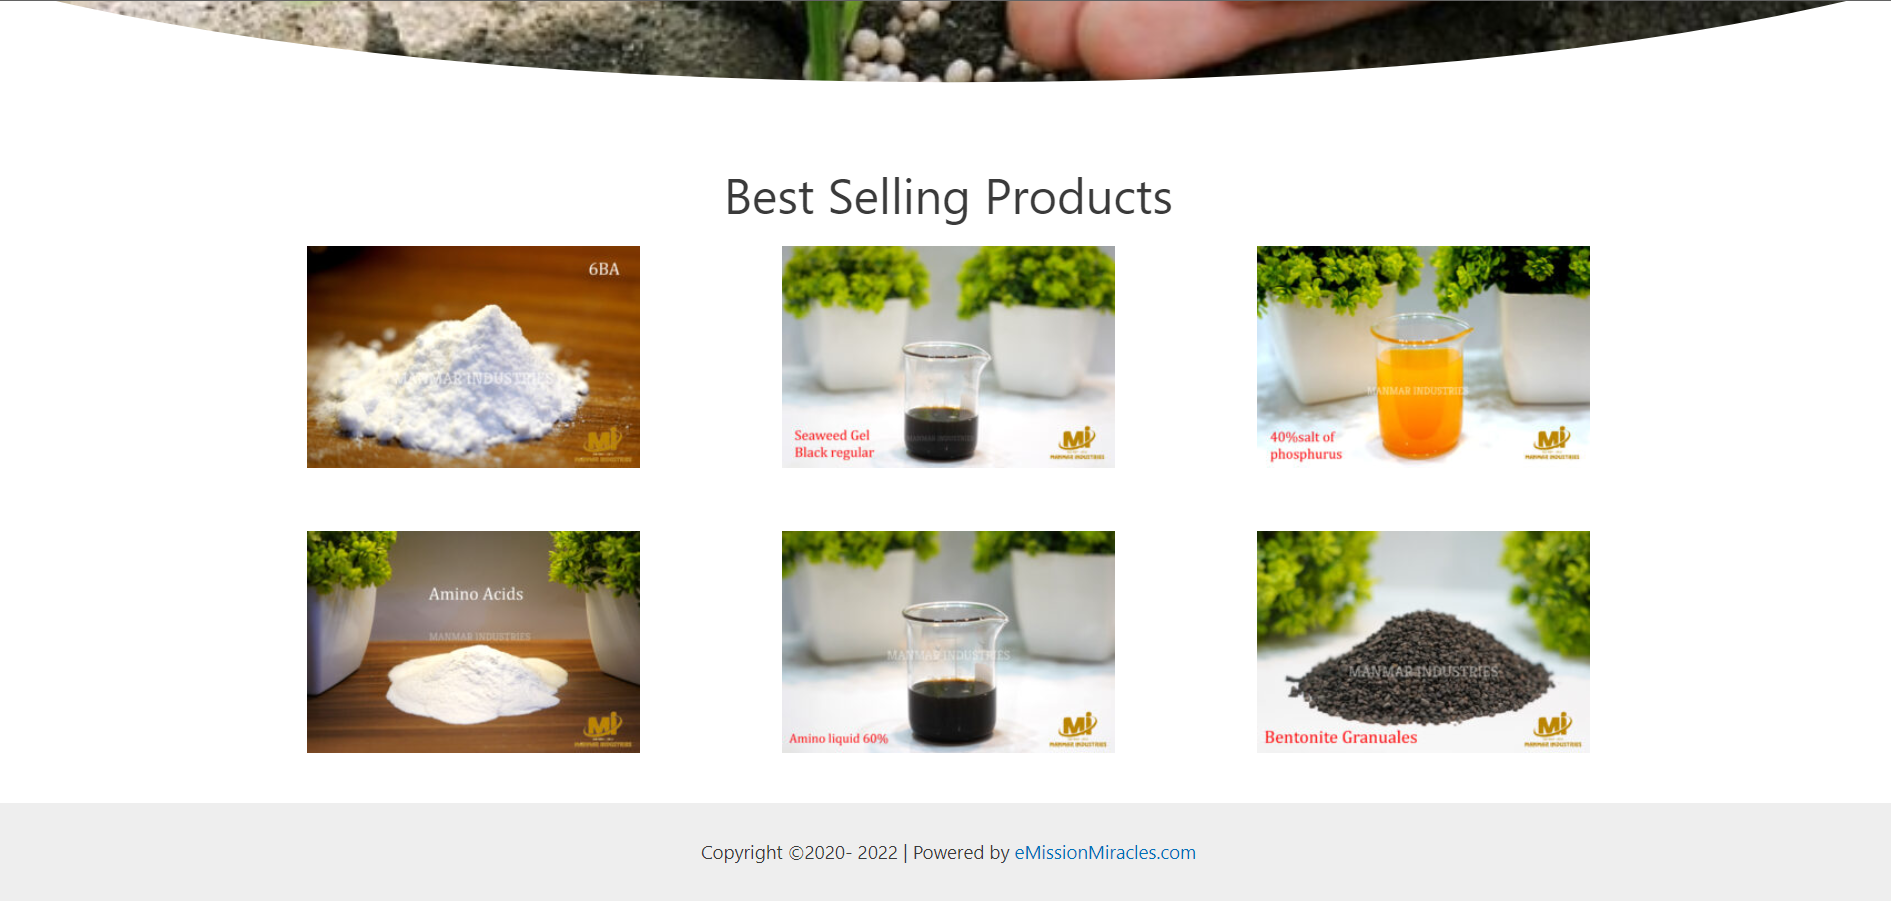 Best Selling Products
6BA
MANMAR INDUSTRIES
Mi
MANMAR INDUSTRIES
Seaweed Gel
Black regular
MANMAR INDUSTRIES
Mi
MANMAR INDUSTRIES
40%salt of
phosphurus
MANMAR INDUSTRIES
Mi
MANMAR INDUSTRIES
Amino Acids
MANMAR INDUSTRIES
Mi
MANMAR INDUSTRIES
MANMAR INDUSTRIES
Amino liquid 60%
Mi
MANMAR INDUSTRIES
MANMAR INDUSTRIES
Bentonite Granuales
Mi
MANMAR INDUSTRIES
Copyright ©2020- 2022 | Powered by eMissionMiracles.com